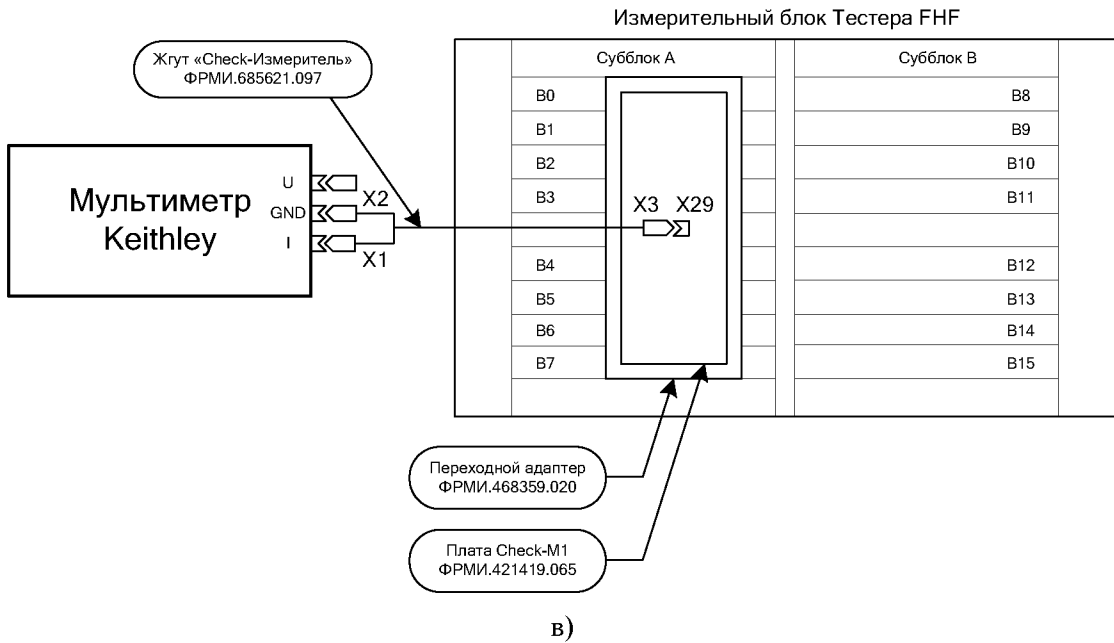 Измерительный блок Тестера FHF
Жгут «Check-Измеритель»
ФРМИ.685621.097
Субблок A
Субблок B
B0
B8
B1
B9
B2
B10
B3
B11
Мультиметр
Keithley
U
GND
I
X2
X1
X3 X29
B4
B12
B5
B13
B6
B14
B7
B15
Переходной адаптер
ФРМИ.468359.020
Плата Check-M1
ФРМИ.421419.065
в)